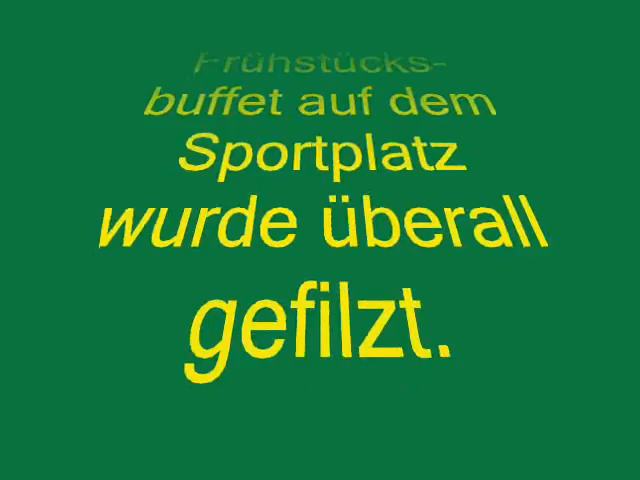 Frühstücks-
buffet auf dem
Sportplatz
wurde überall
gefilzt.